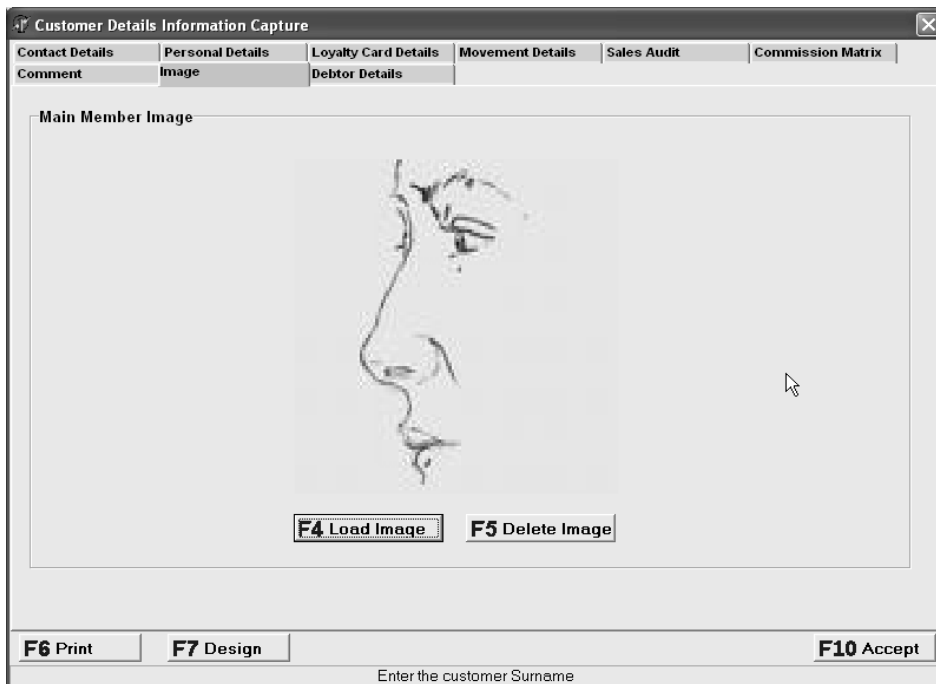 Customer Details Information Capture
Contact Details Personal Details Loyalty Card Details Movement Details Sales Audit Commission Matrix
Comment Image Debtor Details
Main Member Image
F4 Load Image F5 Delete Image
F6 Print F7 Design F10 Accept
Enter the customer Surname